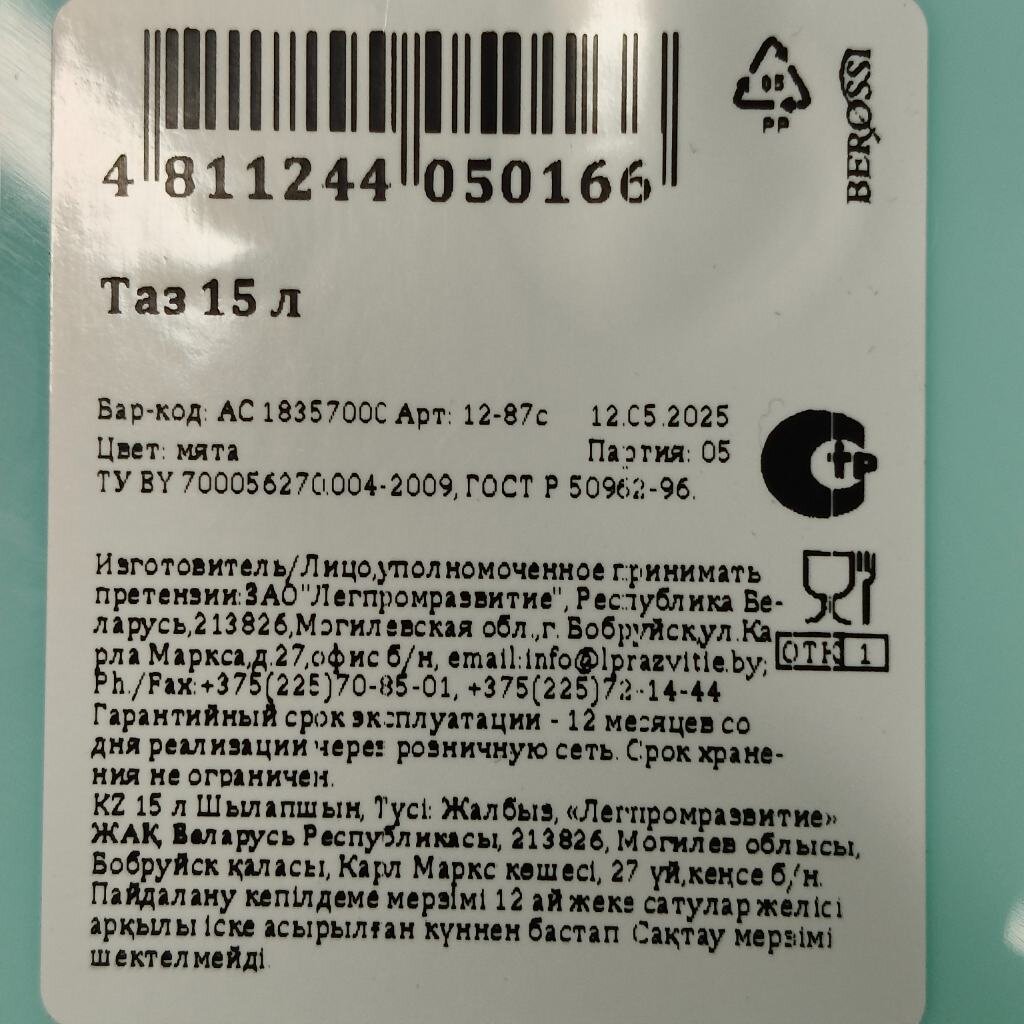 4 811244 050166
05
PP
BEROSSI
Таз 15 л
Бар-код: АС 18357000 Арт: 12-87с 12.05.2025
Цвет: мята Партия: 05
ТУ BY 700056270.004-2009, ГОСТ Р 50962-96.
тр
Изготовитель/Лицо,уполномоченное принимать
претензии:ЗАО"Легпромразвитие", Республика Бе-
ларусь,213826,Могилевская обл.,г. Бобруйск,ул.Ка
рла Маркса,д.27,офис б/н, email:info@lprazvitie.by;
ОТК 1
Ph./Fax:+375(225)70-85-01, +375(225)72-14-44
Гарантийный срок эксплуатации - 12 месяцев со
дня реализации через розничную сеть. Срок хране-
ния не ограничен.
KZ 15 л Шылапшын, Түсі: Жалбыз, «Легпромразвитие»
ЖАҚ, Беларусь Республикасы, 213826, Могилев облысы,
Бобруйск қаласы, Карл Маркс көшесі, 27 үй,кеңсе б/н.
Пайдалану кепілдеме мерзімі 12 ай жеке сатулар желісі
арқылы іске асырылған күннен бастап Сақтау мерзімі
шектелмейді.